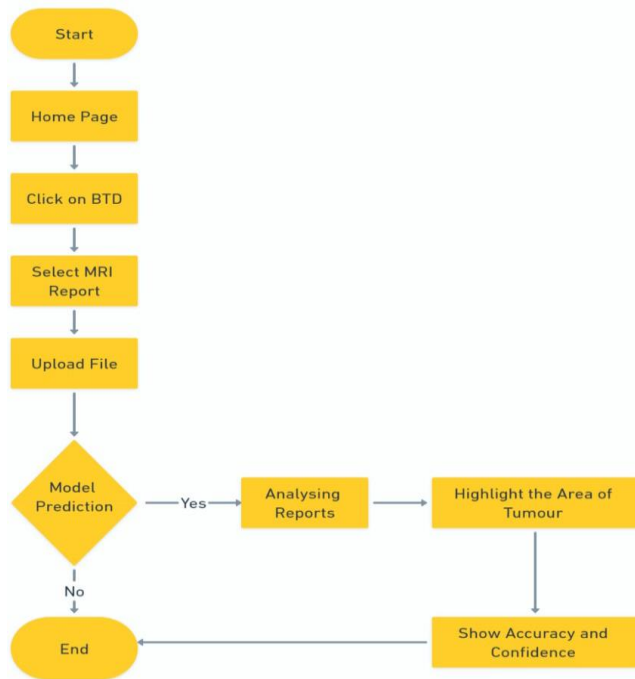 Start
Home Page
Click on BTD
Select MRI
Report
Upload File
Model
Prediction
Yes
Analysing
Reports
Highlight the Area of
Tumour
No
End
Show Accuracy and
Confidence